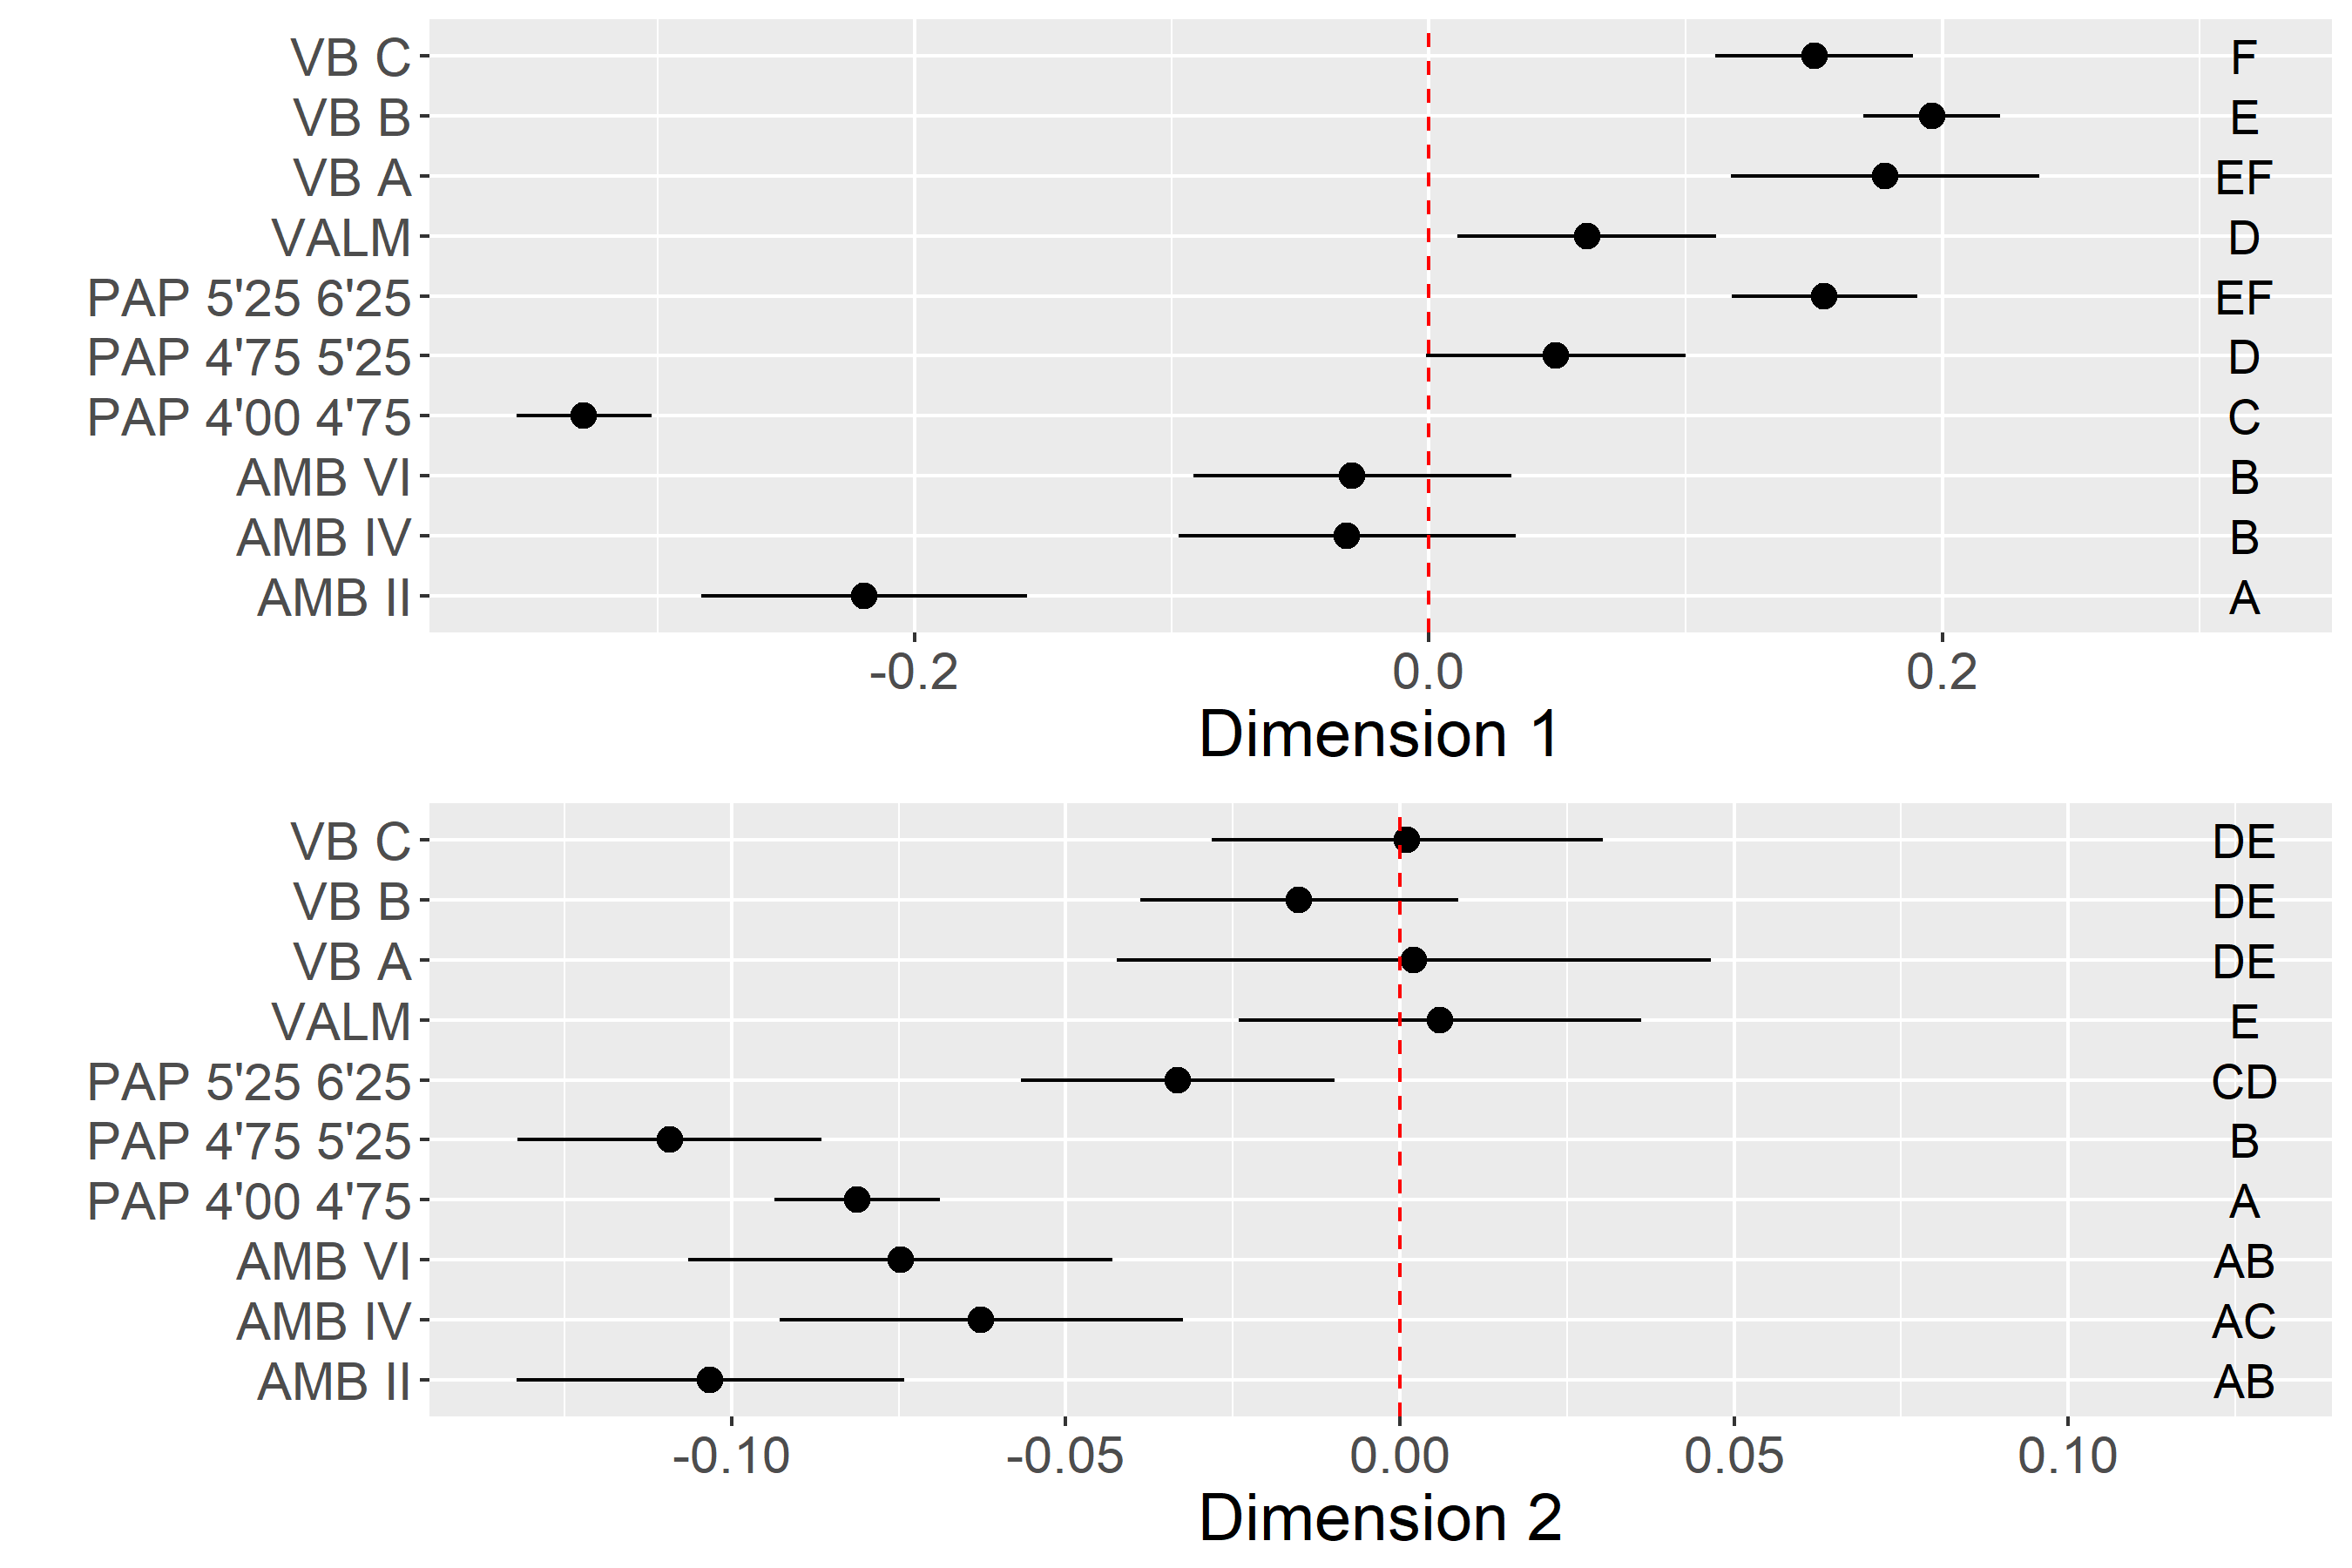 VB C F
VB B E
VB A EF
VALM D
PAP 5'25 6'25 EF
PAP 4'75 5'25 D
PAP 4'00 4'75 C
AMB VI B
AMB IV B
AMB II A
-0.2 0.0 0.2
Dimension 1
VB C DE
VB B DE
VB A DE
VALM E
PAP 5'25 6'25 CD
PAP 4'75 5'25 B
PAP 4'00 4'75 A
AMB VI AB
AMB IV AC
AMB II AB
-0.10 -0.05 0.00 0.05 0.10
Dimension 2